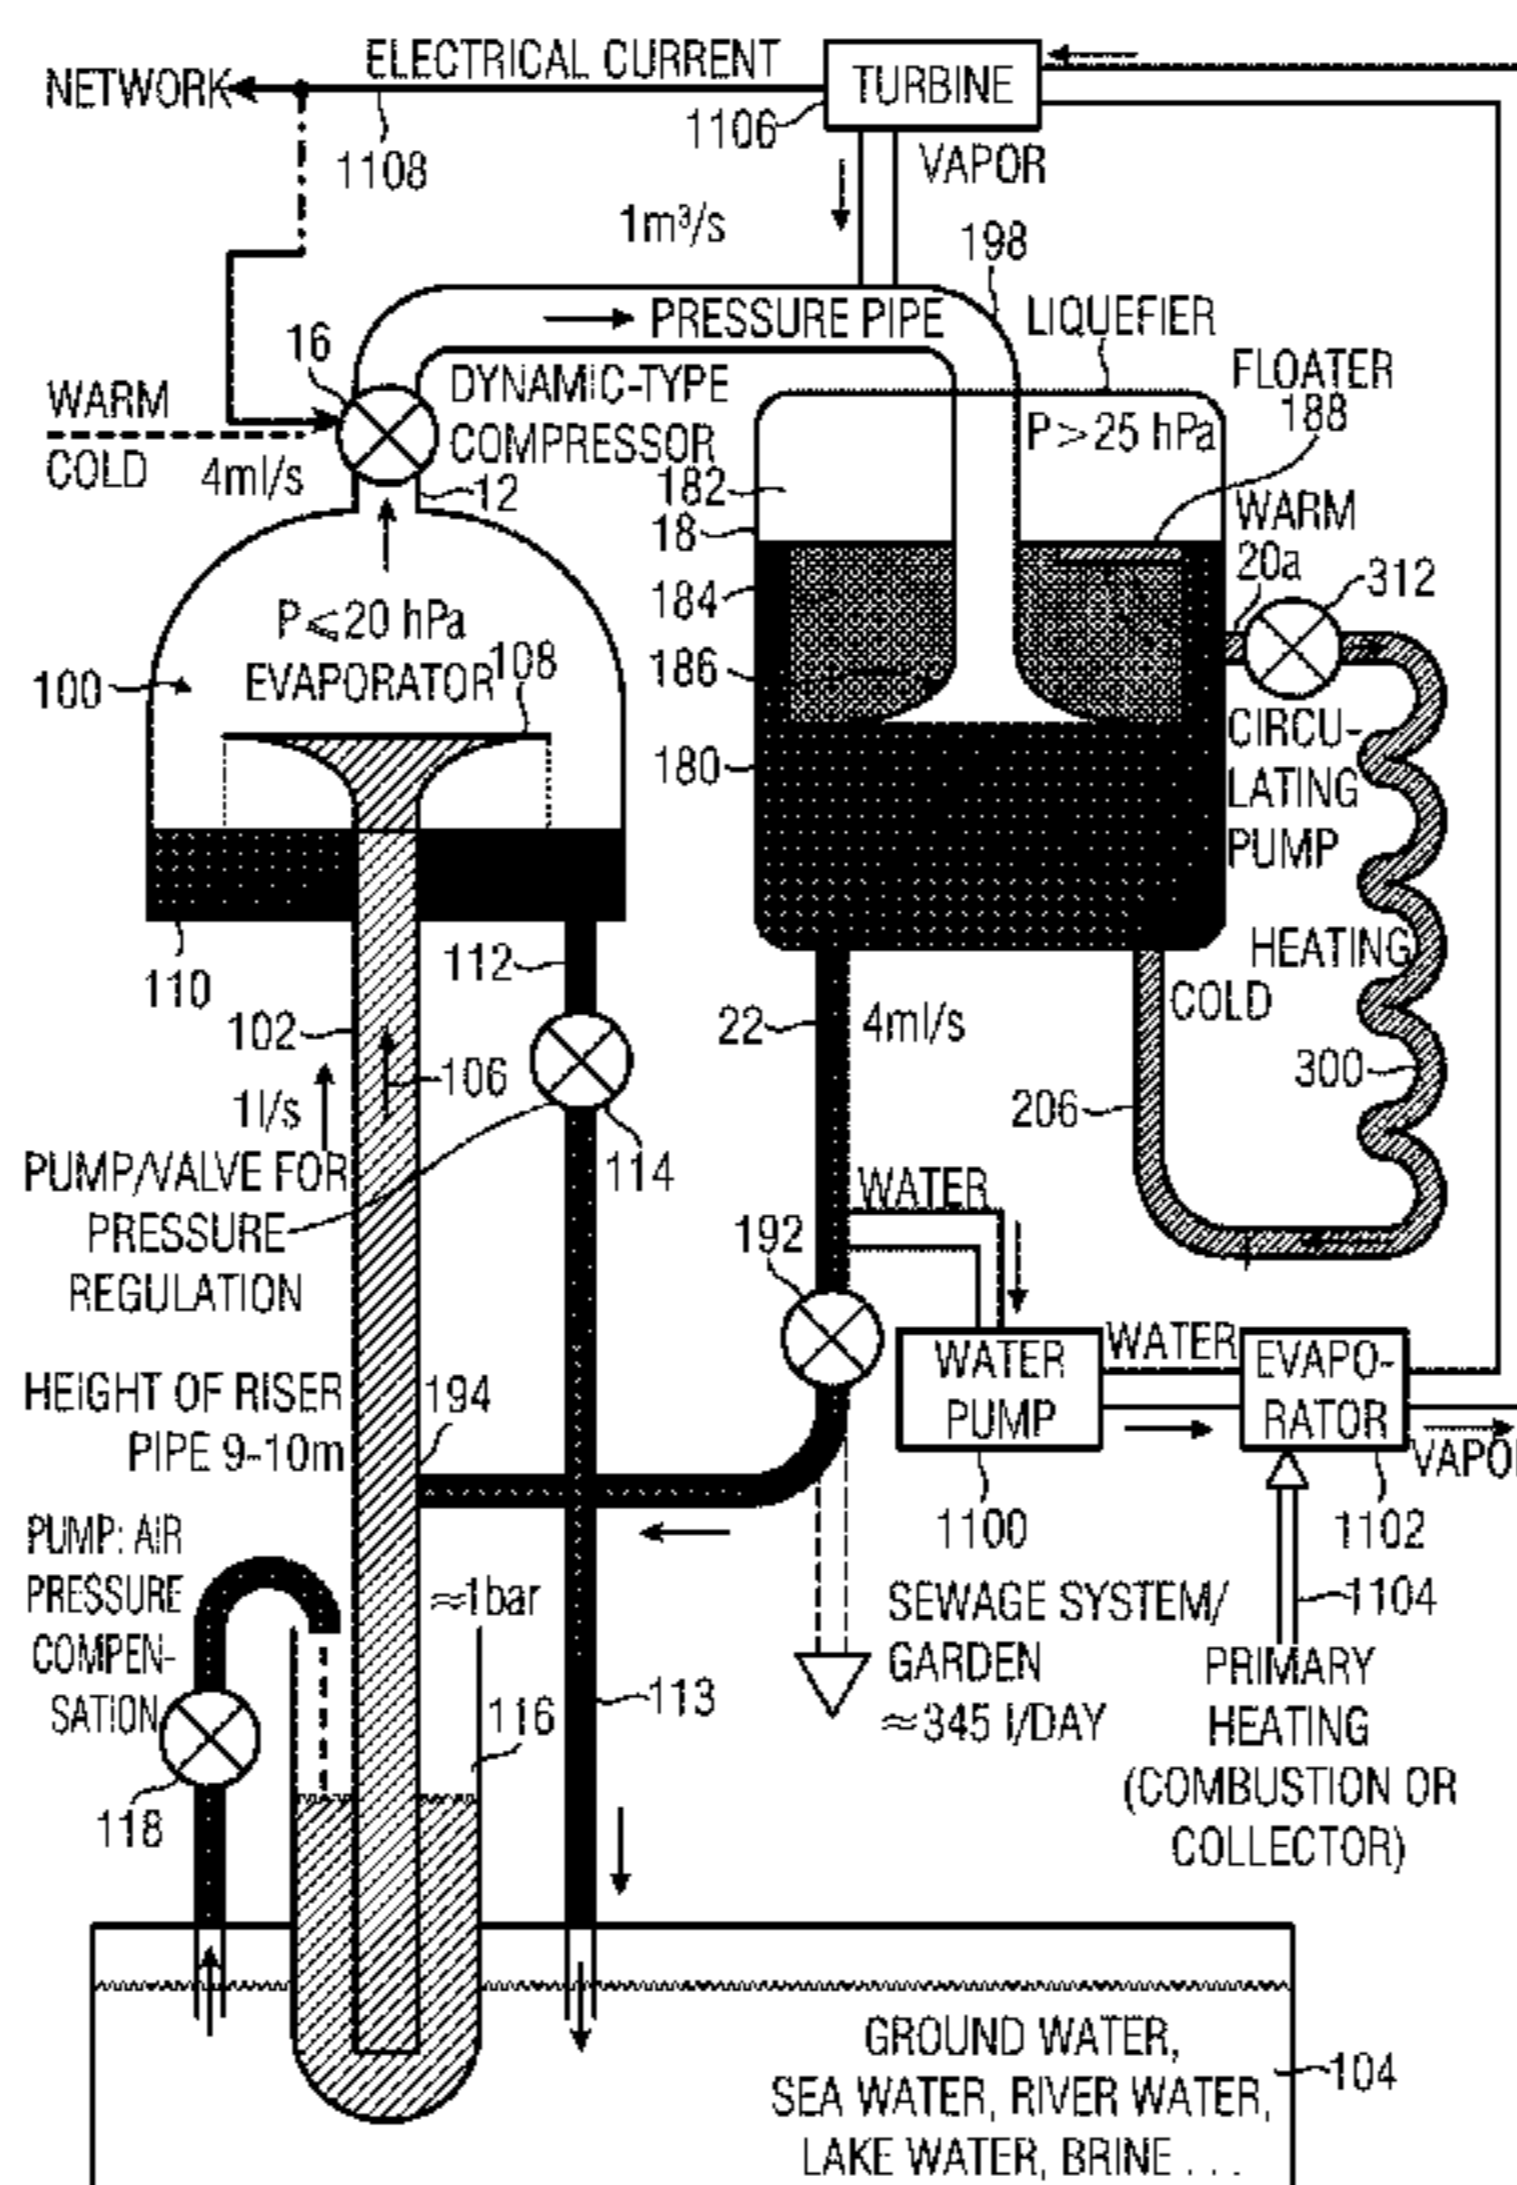 ELECTRICAL CURRENT
TURBINE
NETWORK
1106
VAPOR
1108
1m³/s
198
PRESSURE PIPE
LIQUEFIER
16
FLOATER
188
WARM
COLD
4ml/s
DYNAMIC-TYPE
COMPRESSOR
12
P>25 hPa
182
18
WARM
20a
312
184
P⩽20 hPa
EVAPORATOR
108
100
186
180
CIRCU-
LATING
PUMP
110
112
HEATING
COLD
102
22
4ml/s
106
300
1l/s
206
PUMP/VALVE FOR
PRESSURE
REGULATION
114
WATER
192
WATER
PUMP
WATER
EVAPO-
RATOR
HEIGHT OF RISER
PIPE 9-10m
194
VAPO
1100
1102
PUMP: AIR
PRESSURE
COMPEN-
SATION
≈1bar
SEWAGE SYSTEM/
GARDEN
≈345 l/DAY
1104
PRIMARY
HEATING
(COMBUSTION OR
COLLECTOR)
113
116
118
GROUND WATER,
SEA WATER, RIVER WATER,
LAKE WATER, BRINE . . .
104